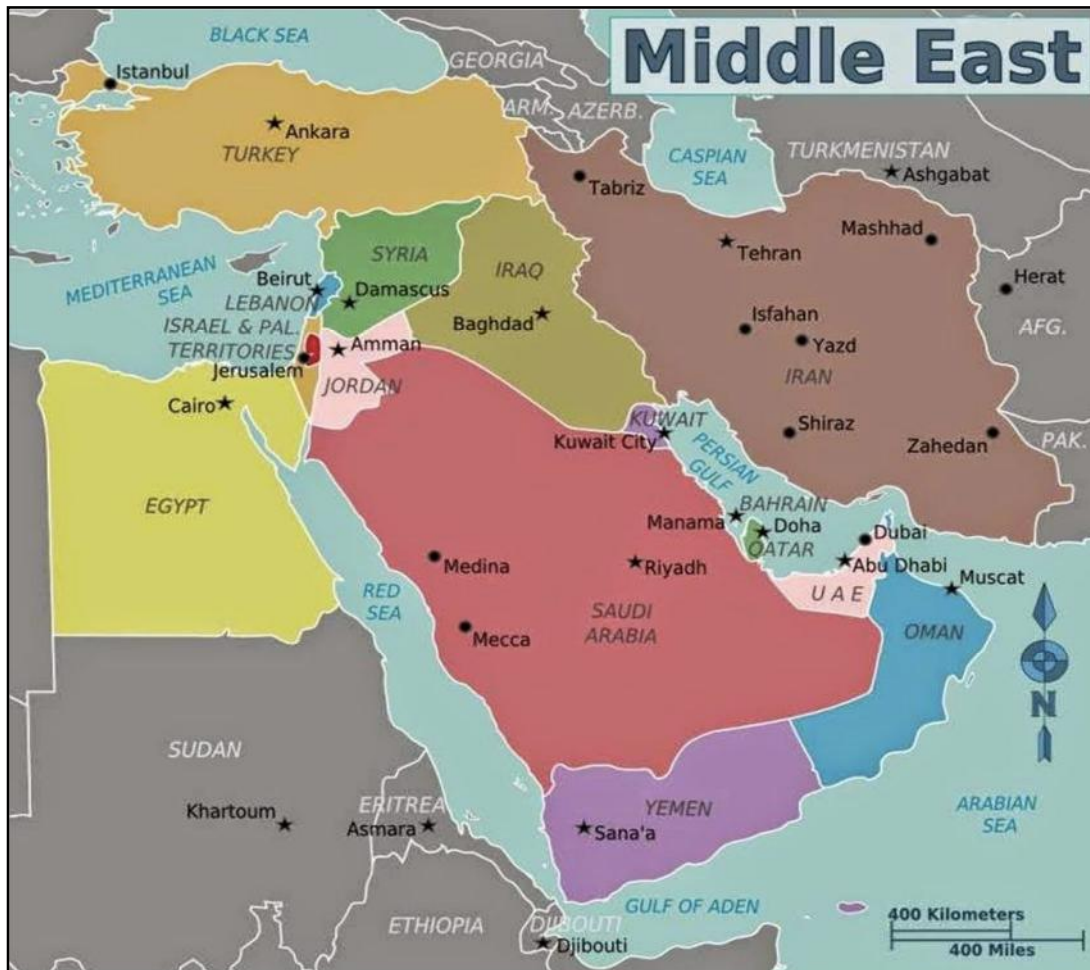 Middle East
BLACK SEA
GEORGIA
Istanbul
ARM.
AZERB.
Ankara
TURKEY
CASPIAN
SEA
TURKMENISTAN
Ashgabat
Tabriz
Mashhad
Tehran
SYRIA
IRAQ
MEDITERRANEAN
SEA
Beirut
Damascus
LEBANON
Herat
AFG.
ISRAEL & PAL.
TERRITORIES
Baghdad
Isfahan
Yazd
Amman
Jerusalem
JORDAN
IRAN
Cairo
KUWAIT
Kuwait City
Shiraz
Zahedan
PAK.
PERSIAN
GULF
EGYPT
BAHRAIN
Manama
Doha
QATAR
Dubai
Abu Dhabi
Muscat
U A E
Medina
Riyadh
RED
SEA
SAUDI
ARABIA
Mecca
OMAN
N
SUDAN
Khartoum
ERITREA
Asmara
YEMEN
Sana'a
ARABIAN
SEA
GULF OF ADEN
ETHIOPIA
DJIBOUTI
Djibouti
400 Kilometers
400 Miles